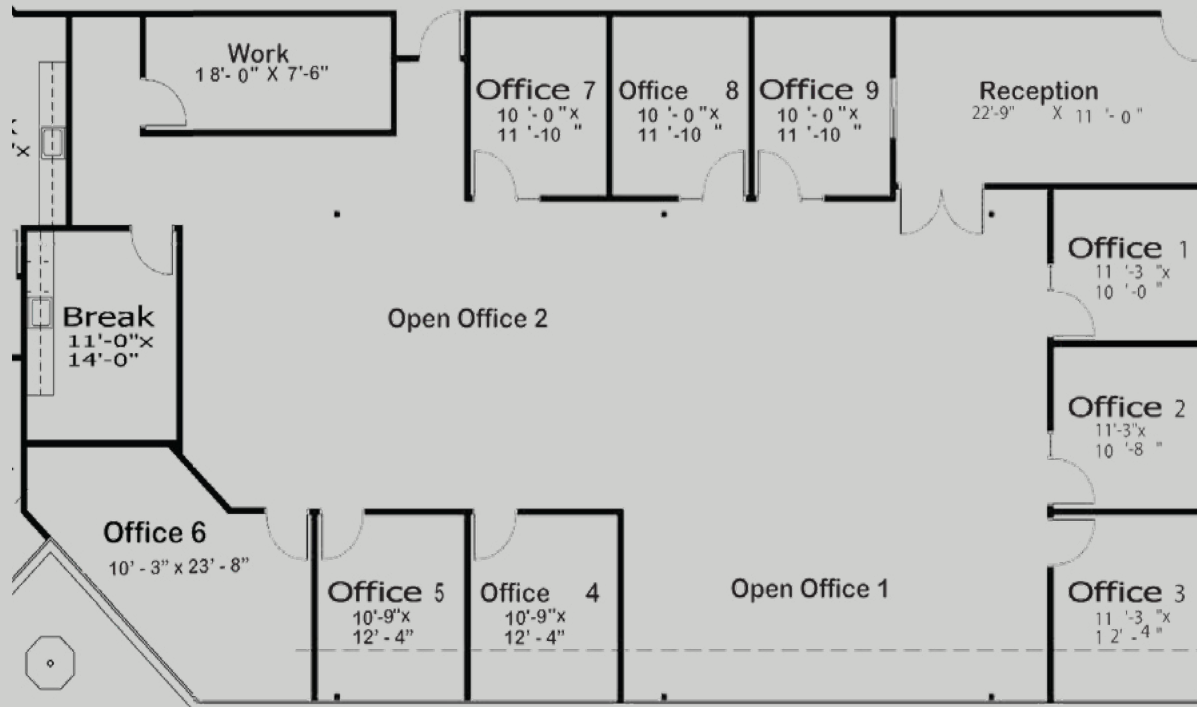 Work
18'- 0" X 7'-6"
Office 7
10 '- 0 "x
11 '-10 "
Office 8
10 '- 0 "x
11 '-10 "
Office 9
10 '- 0 "x
11 '-10 "
Reception
22'-9" X 11 '- 0 "
Office 1
11 '-3 "x
10 '-0 "
Break
11'-0"x
14'-0"
Open Office 2
Office 2
11'-3"x
10 '-8 "
Office 6
10' - 3" x 23' - 8"
Office 5
10'-9"x
12' - 4"
Office 4
10'-9"x
12' - 4"
Open Office 1
Office 3
11 '-3 "x
1 2' - 4 "